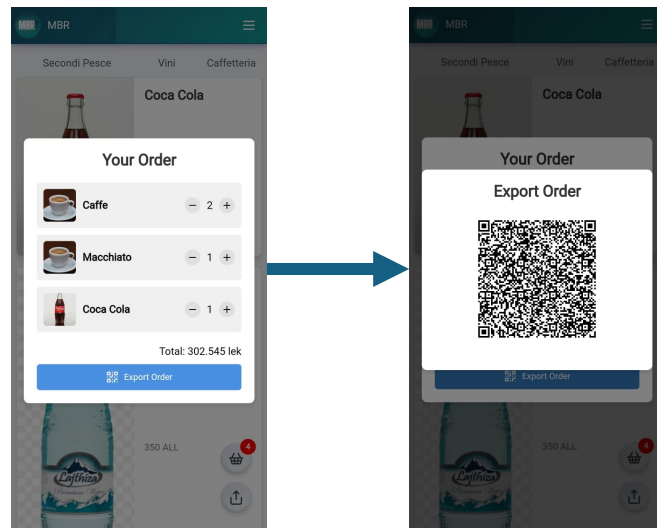 MBR MBR
Secondi Pesce Vini Caffetteria
Coca Cola
Your Order
Caffe
− 2 +
Macchiato
− 1 +
Coca Cola
− 1 +
Total: 302.545 lek
Export Order
350 ALL
4
Lajthiza
MBR MBR
Secondi Pesce Vini Caffetteria
Coca Cola
Your Order
Export Order
Export Order
350 ALL
4
Lajthiza